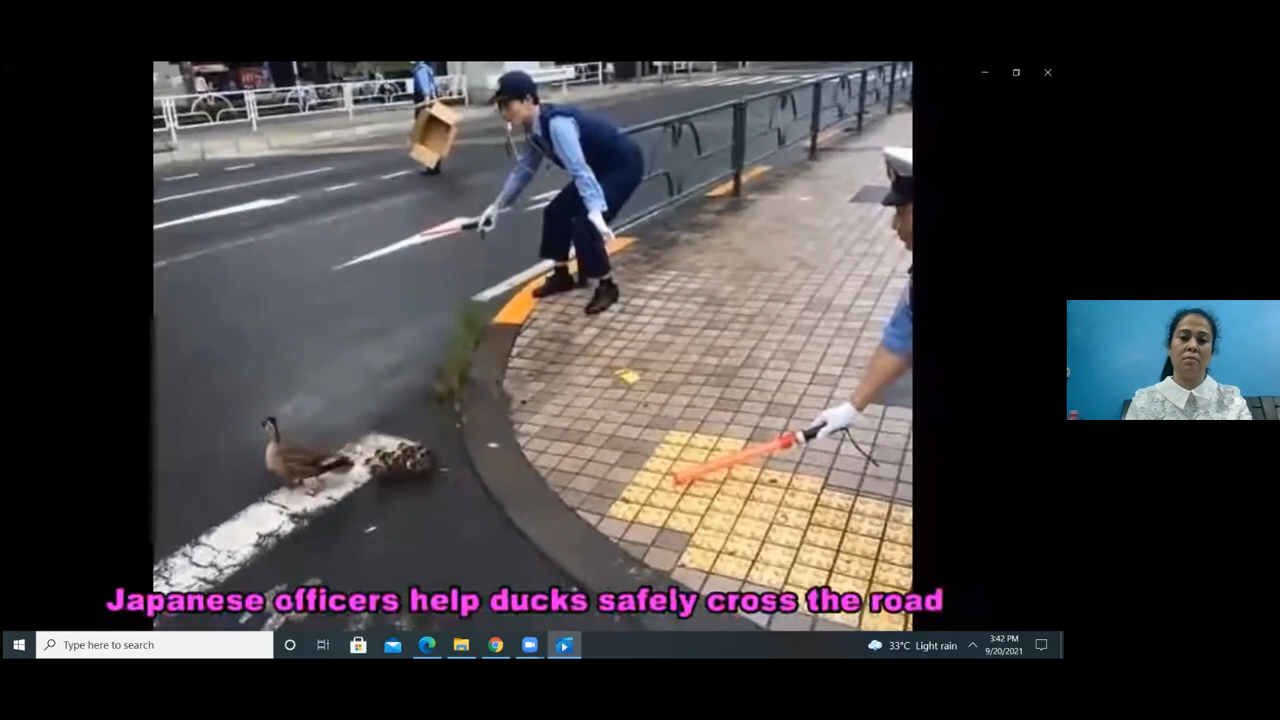 Japanese officers help ducks safely cross the road
Type here to search
33°C Light rain
3:42 PM
9/20/2021